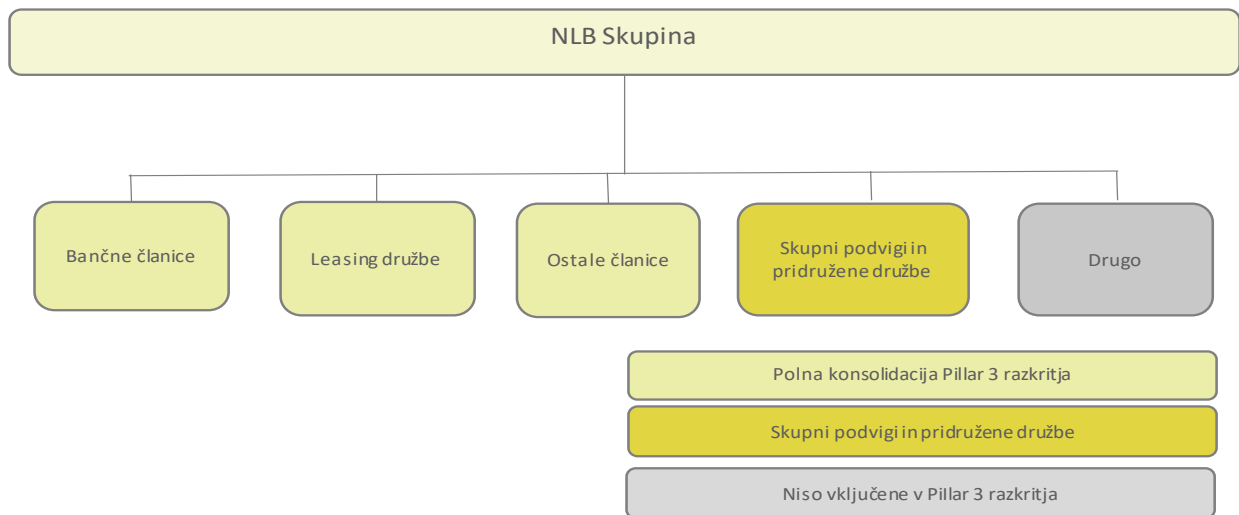 NLB Skupina
Bančne članice
Leasing družbe
Ostale članice
Skupni podvigi in
pridružene družbe
Drugo
Polna konsolidacija Pillar 3 razkritja
Skupni podvigi in pridružene družbe
Niso vključene v Pillar 3 razkritja